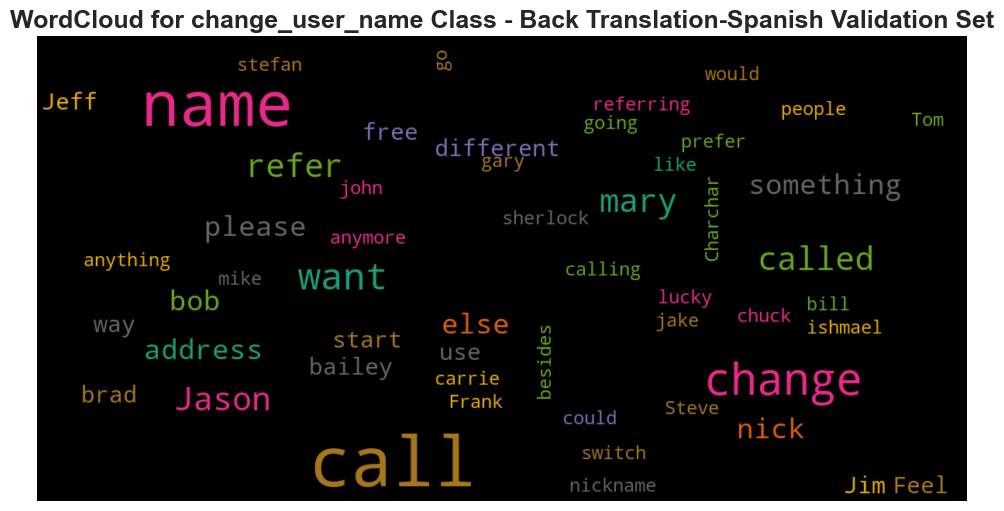 WordCloud for change_user_name Class - Back Translation-Spanish Validation Set
stefan
go
would
Jeff
name
referring
people
going
Tom
free
different
prefer
gary
like
refer
john
mary
something
sherlock
Charchar
please
anymore
called
anything
calling
mike
want
lucky
bob
bill
chuck
jake
ishmael
way
else
start
address
use
besides
bailey
carrie
change
brad
Jason
Frank
Steve
could
nick
call
switch
nickname
Jim
Feel